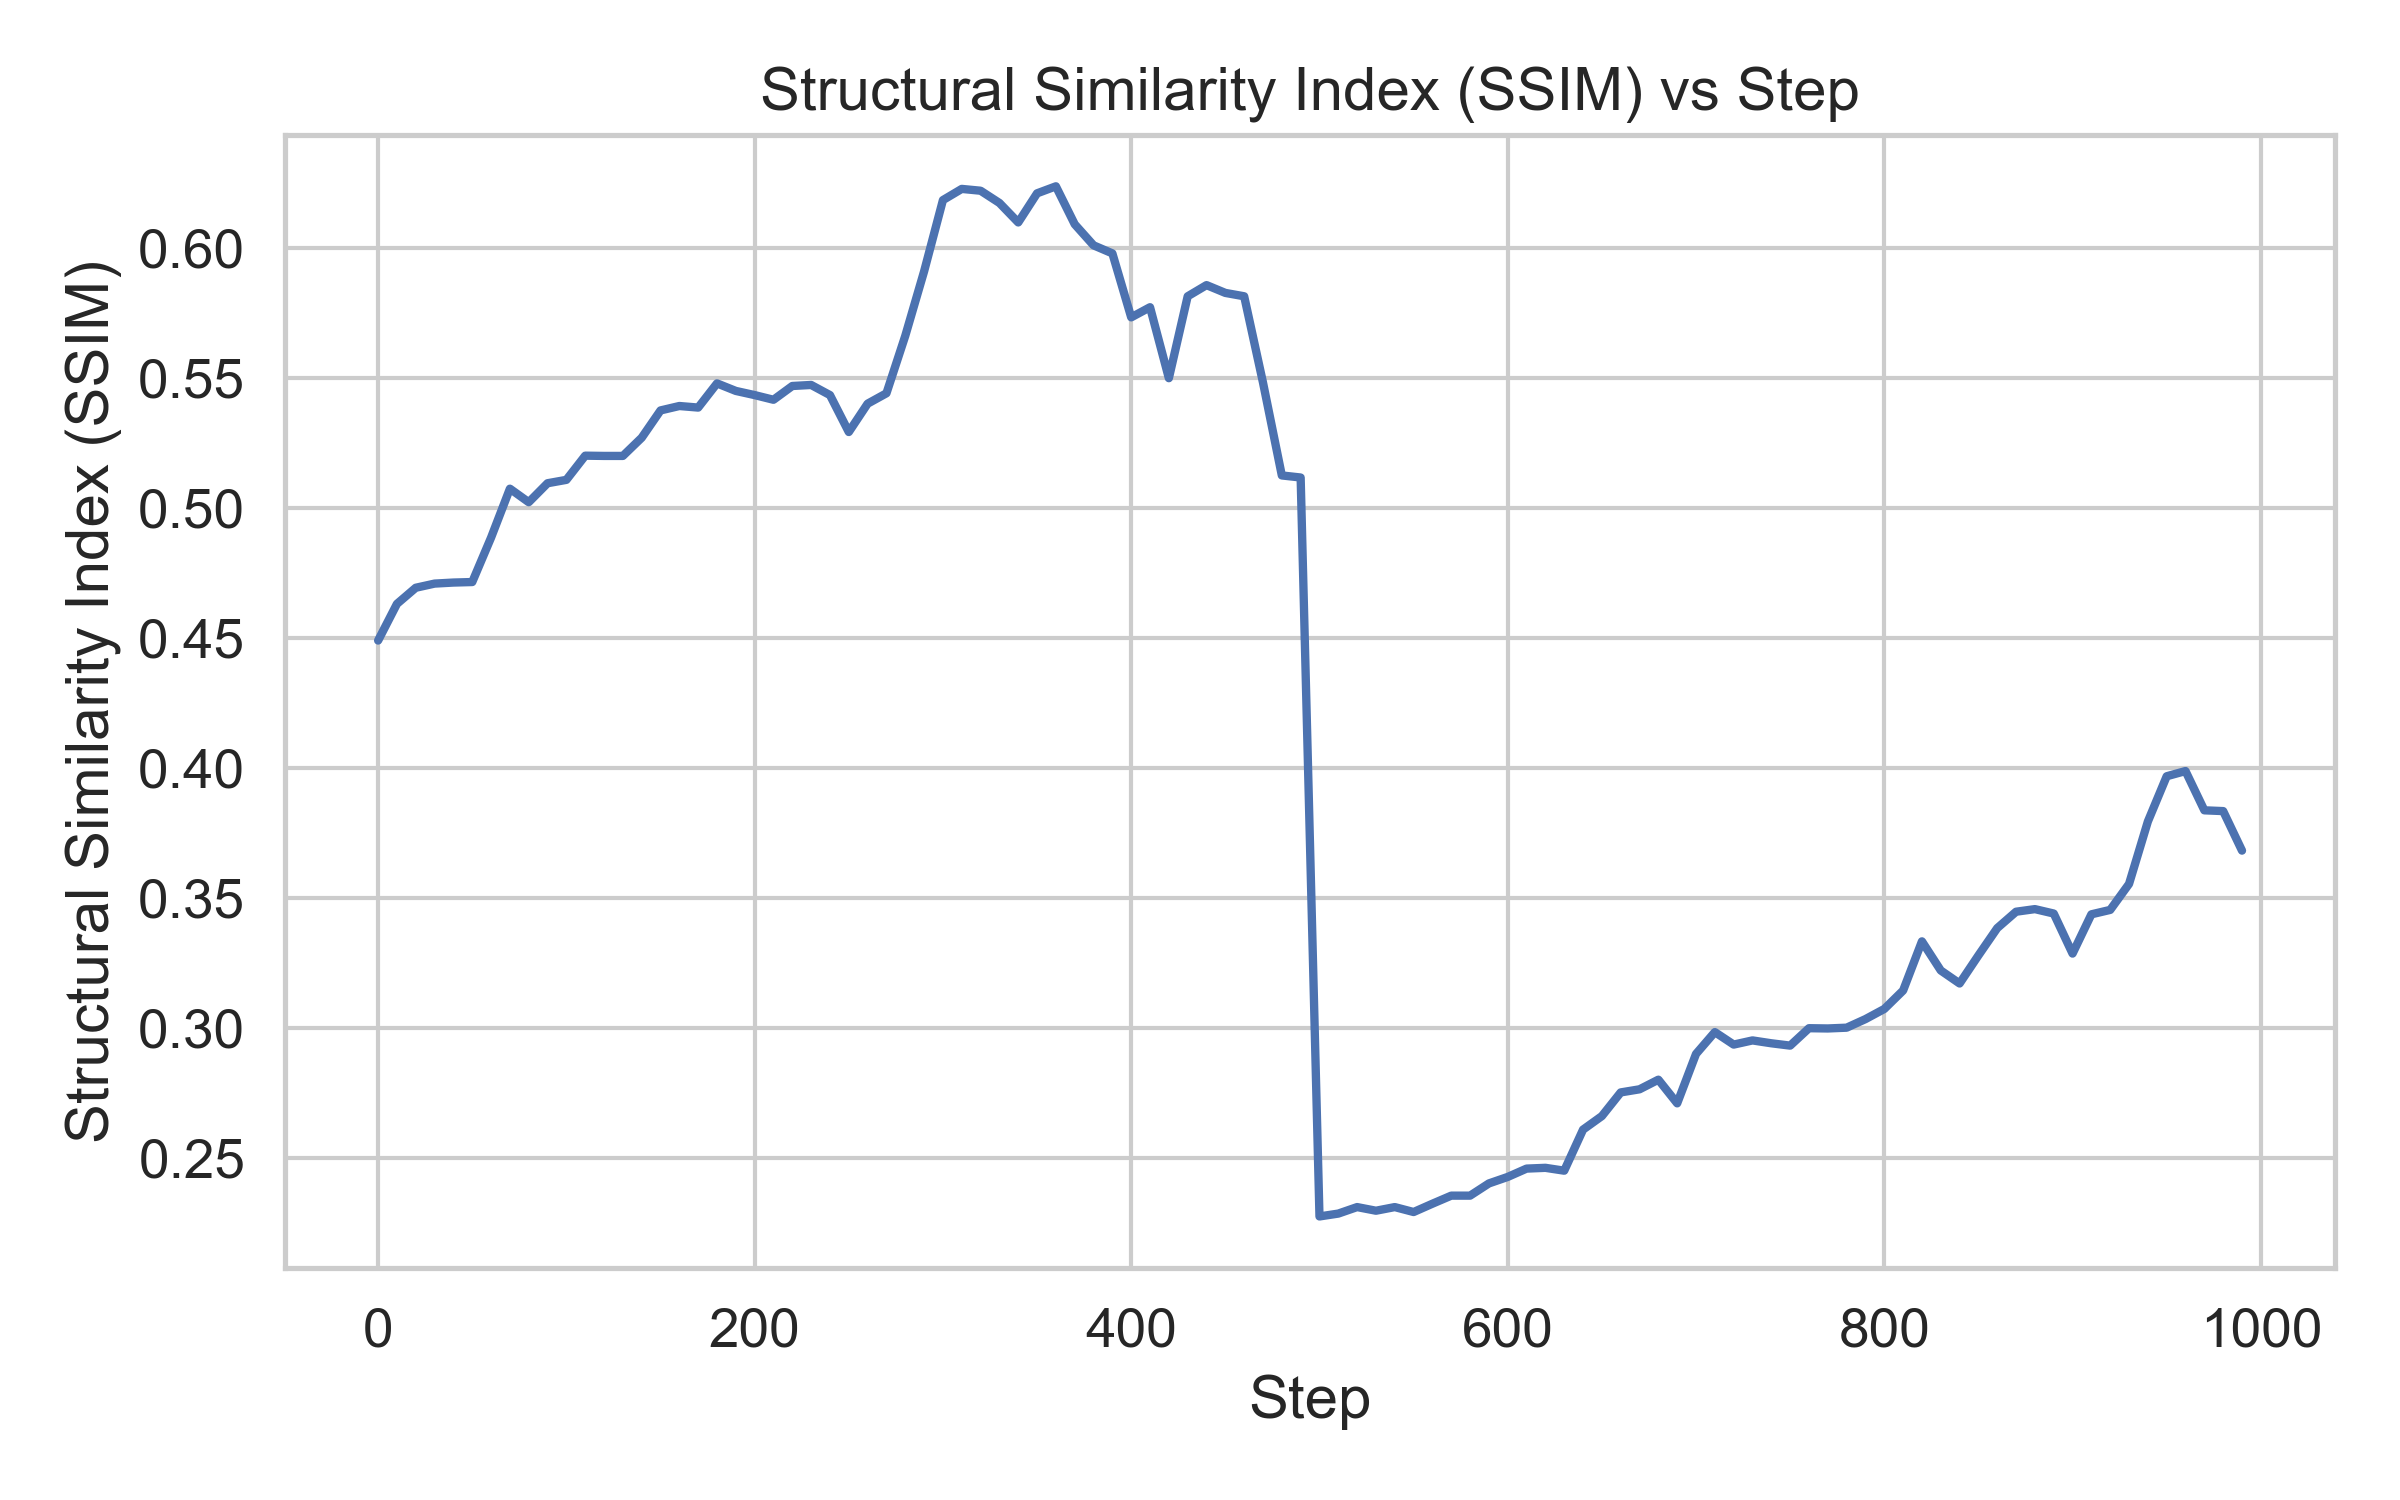 Structural Similarity Index (SSIM) vs Step
Structural Similarity Index (SSIM)
0.60
0.55
0.50
0.45
0.40
0.35
0.30
0.25
0 200 400 600 800 1000
Step